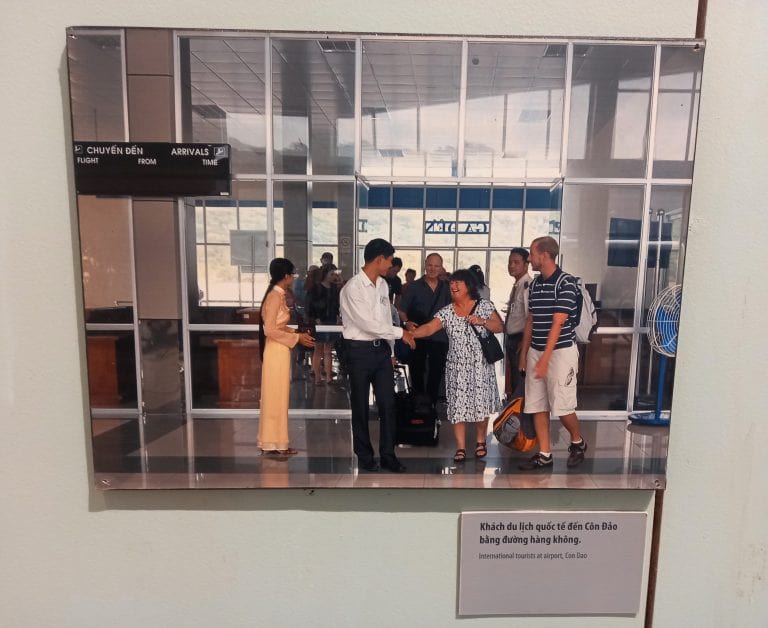 CHUYẾN ĐẾN ARRIVALS
FLIGHT FROM TIME
Khách du lịch quốc tế đến Côn Đảo
bằng đường hàng không.
International tourists at airport, Con Dao